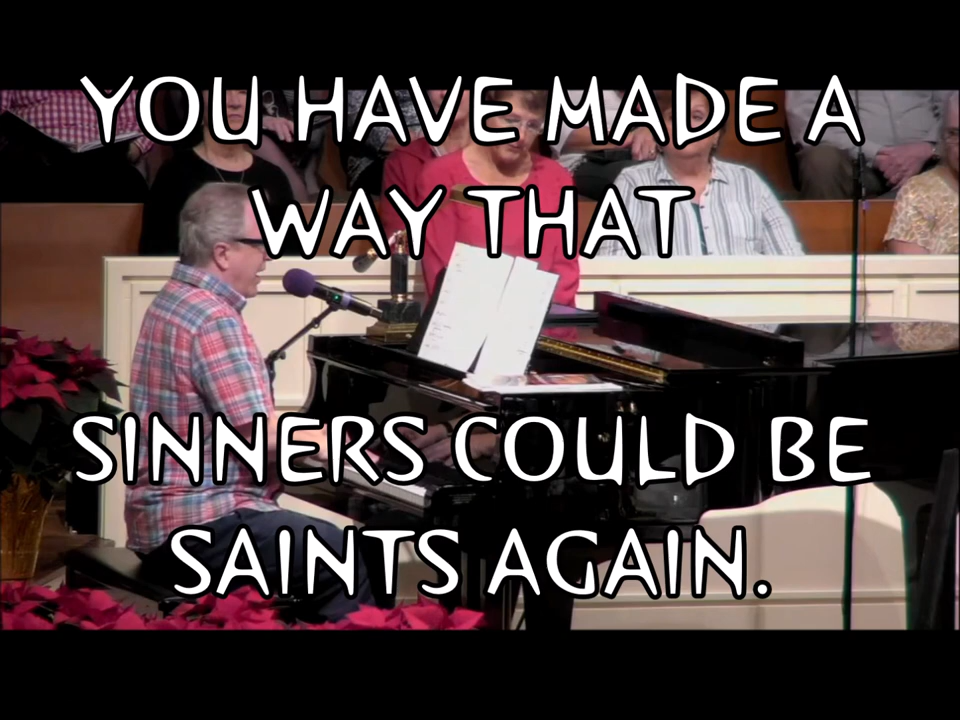 YOU HAVE MADE A
WAY THAT
SINNERS COULD BE
SAINTS AGAIN.